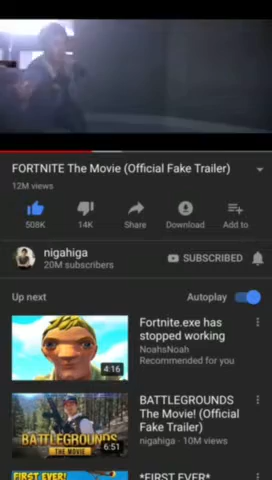 FORTNITE The Movie (Official Fake Trailer)
12M views
508K
14K
Share
Download
Add to
nigahiga
20M subscribers
SUBSCRIBED
Up next
Autoplay
4:16
Fortnite.exe has
stopped working
NoahsNoah
Recommended for you
BATTLEGROUNDS
THE MOVIE
6:51
BATTLEGROUNDS
The Movie! (Official
Fake Trailer)
nigahiga · 10M views
FIRST EVER!
*FIRST EVER*